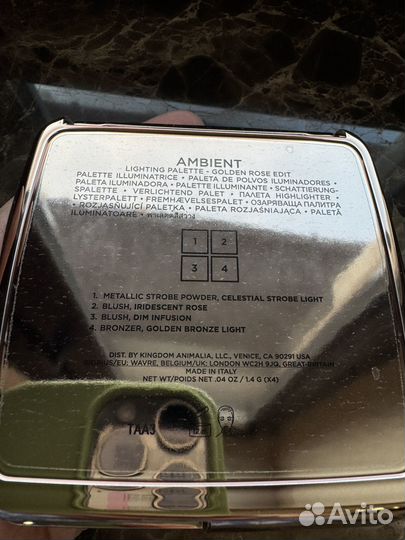 AMBIENT
LIGHTING PALETTE - GOLDEN ROSE EDIT
PALETTE ILLUMINATRICE • PALETA DE POLVOS ILUMINADORES •
PALETA ILUMINADORA • PALETTE ILLUMINANTE • SCHATTIERUNG-
SPALETTE • VERLICHTEND PALET • ПАЛЕТА HIGHLIGHTER •
LYSTERPALETT • FREMHÆVELSESPALET • ОЗАРЯВАЩА ПАЛИТРА
• ROZJASŇUJÍCÍ PALETKA • PALETA ROZJAŚNIAJĄCA • PALETĂ
ILUMINATOARE •
1 2
3 4
1. METALLIC STROBE POWDER, CELESTIAL STROBE LIGHT
2. BLUSH, IRIDESCENT ROSE
3. BLUSH, DIM INFUSION
4. BRONZER, GOLDEN BRONZE LIGHT
DIST. BY KINGDOM ANIMALIA, LLC, VENICE, CA 90291 USA
WAVRE, BELGIUM/UK: LONDON WC2H 9JQ, GREAT-BRITAIN
MADE IN ITALY
NET WT/POIDS NET .04 OZ / 1.4 G (X4)
TAA3
Avito